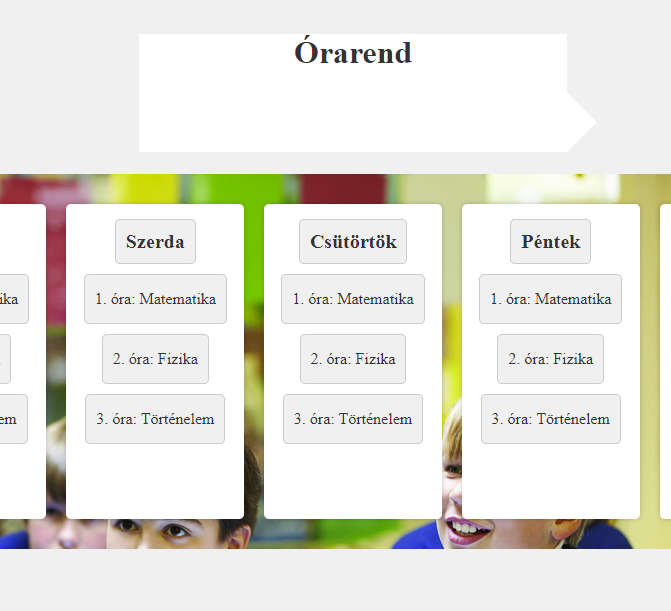 Órarend
ika
em
Szerda
1. óra: Matematika
2. óra: Fizika
3. óra: Történelem
Csütörtök
1. óra: Matematika
2. óra: Fizika
3. óra: Történelem
Péntek
1. óra: Matematika
2. óra: Fizika
3. óra: Történelem